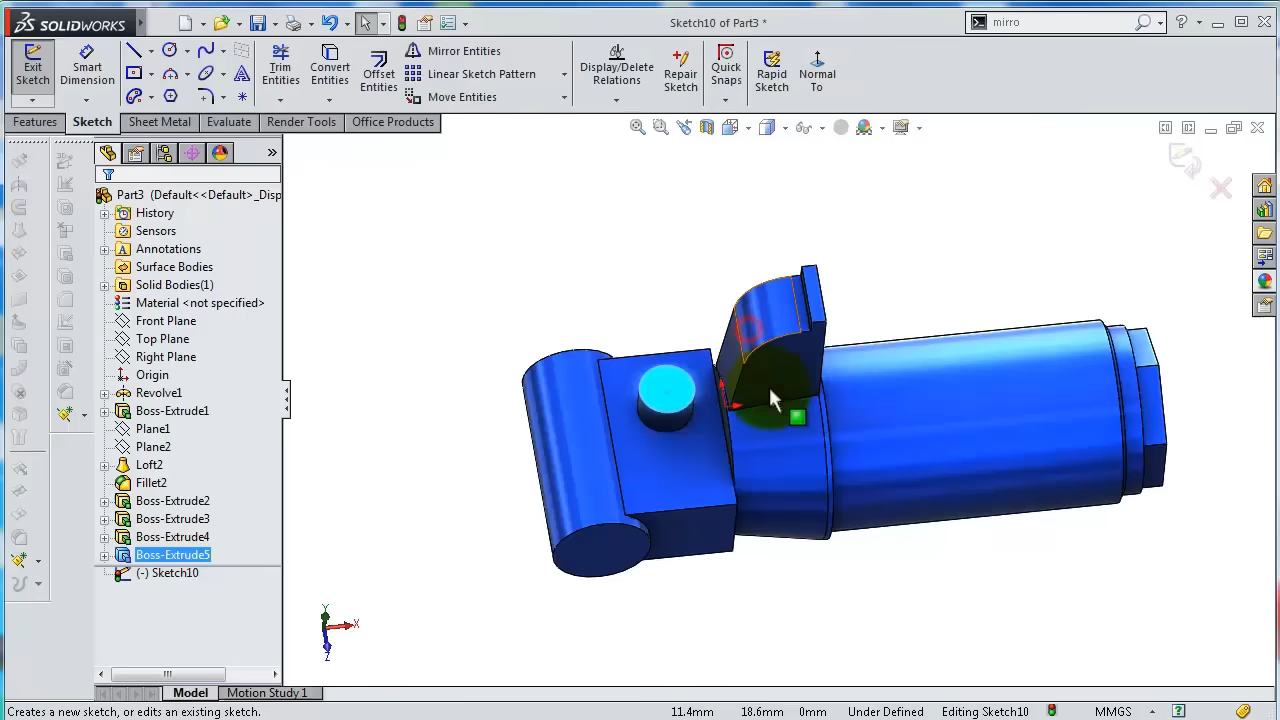 SOLIDWORKS
Sketch10 of Part3 *
mirro
Exit Sketch
Smart Dimension
Trim Entities
Convert Entities
Offset Entities
Mirror Entities
Linear Sketch Pattern
Move Entities
Display/Delete Relations
Repair Sketch
Quick Snaps
Rapid Sketch
Normal To
Features
Sketch
Sheet Metal
Evaluate
Render Tools
Office Products
Part3 (Default<<Default>_Disp
History
Sensors
Annotations
Surface Bodies
Solid Bodies(1)
Material <not specified>
Front Plane
Top Plane
Right Plane
Origin
Revolve1
Boss-Extrude1
Plane1
Plane2
Loft2
Fillet2
Boss-Extrude2
Boss-Extrude3
Boss-Extrude4
Boss-Extrude5
(-) Sketch10
Y
X
Z
Model
Motion Study 1
Creates a new sketch, or edits an existing sketch.
11.4mm 18.6mm 0mm Under Defined Editing Sketch10 MMGS